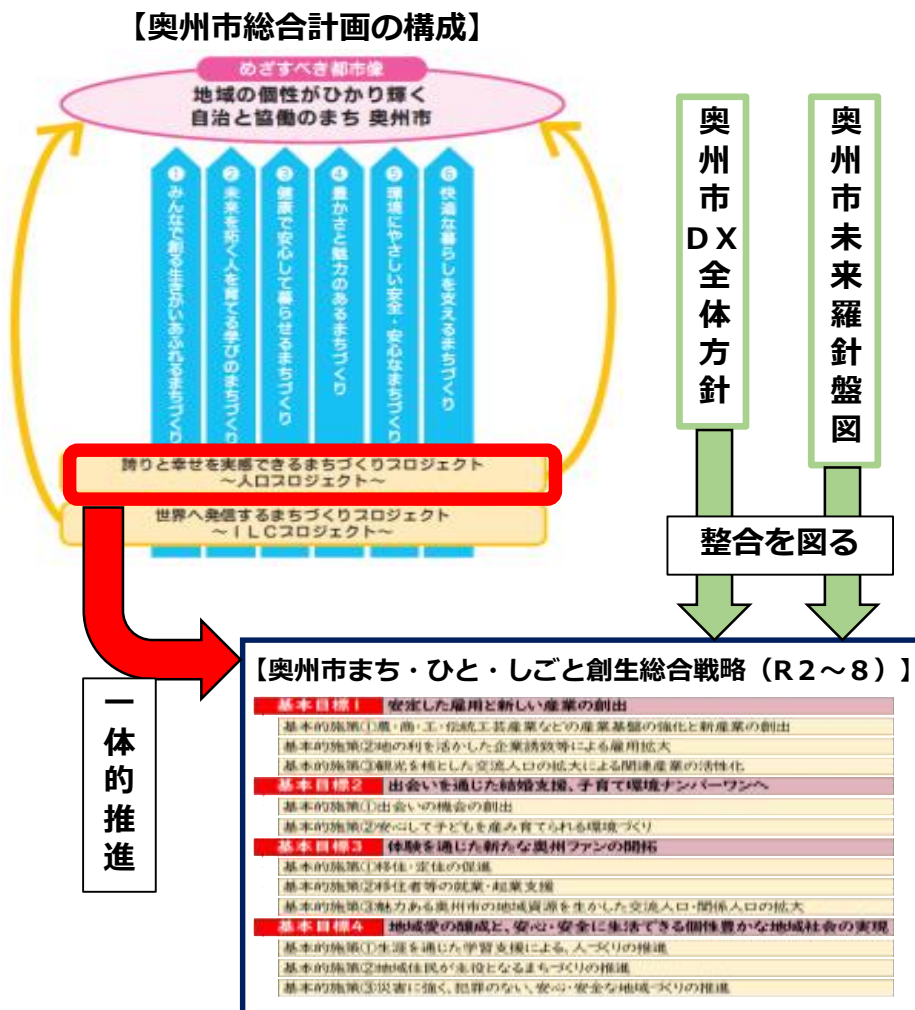 【奥州市総合計画の構成】
めざすべき都市像
地域の個性がひかり輝く
自治と協働のまち 奥州市
①みんなで創る生きがいあふれるまちづくり
②未来を拓く人を育てる学びのまちづくり
③健康で安心して暮らせるまちづくり
④豊かさと魅力のあるまちづくり
⑤環境にやさしい安全・安心なまちづくり
⑥快適な暮らしを支えるまちづくり
誇りと幸せを実感できるまちづくりプロジェクト
～人口プロジェクト～
世界へ発信するまちづくりプロジェクト
～ILCプロジェクト～
奥州市DX全体方針
奥州市未来羅針盤図
整合を図る
一体的推進
【奥州市まち・ひと・しごと創生総合戦略（R２～８）】
基本目標1 安定した雇用と新しい産業の創出
基本的施策①農・商・工・伝統工芸産業などの産業基盤の強化と新産業の創出
基本的施策②地の利を活かした企業誘致等による雇用拡大
基本的施策③観光を核とした交流人口の拡大による関連産業の活性化
基本目標2 出会いを通じた結婚支援、子育て環境ナンバーワンへ
基本的施策①出会いの機会の創出
基本的施策②安心して子どもを産み育てられる環境づくり
基本目標3 体験を通じた新たな奥州ファンの開拓
基本的施策①移住・定住の促進
基本的施策②移住者等の就業・起業支援
基本的施策③魅力ある奥州市の地域資源を生かした交流人口・関係人口の拡大
基本目標4 地域愛の醸成と、安心・安全に生活できる個性豊かな地域社会の実現
基本的施策①生涯を通じた学習支援による、人づくりの推進
基本的施策②地域住民が主役となるまちづくりの推進
基本的施策③災害に強く、犯罪のない、安心・安全な地域づくりの推進